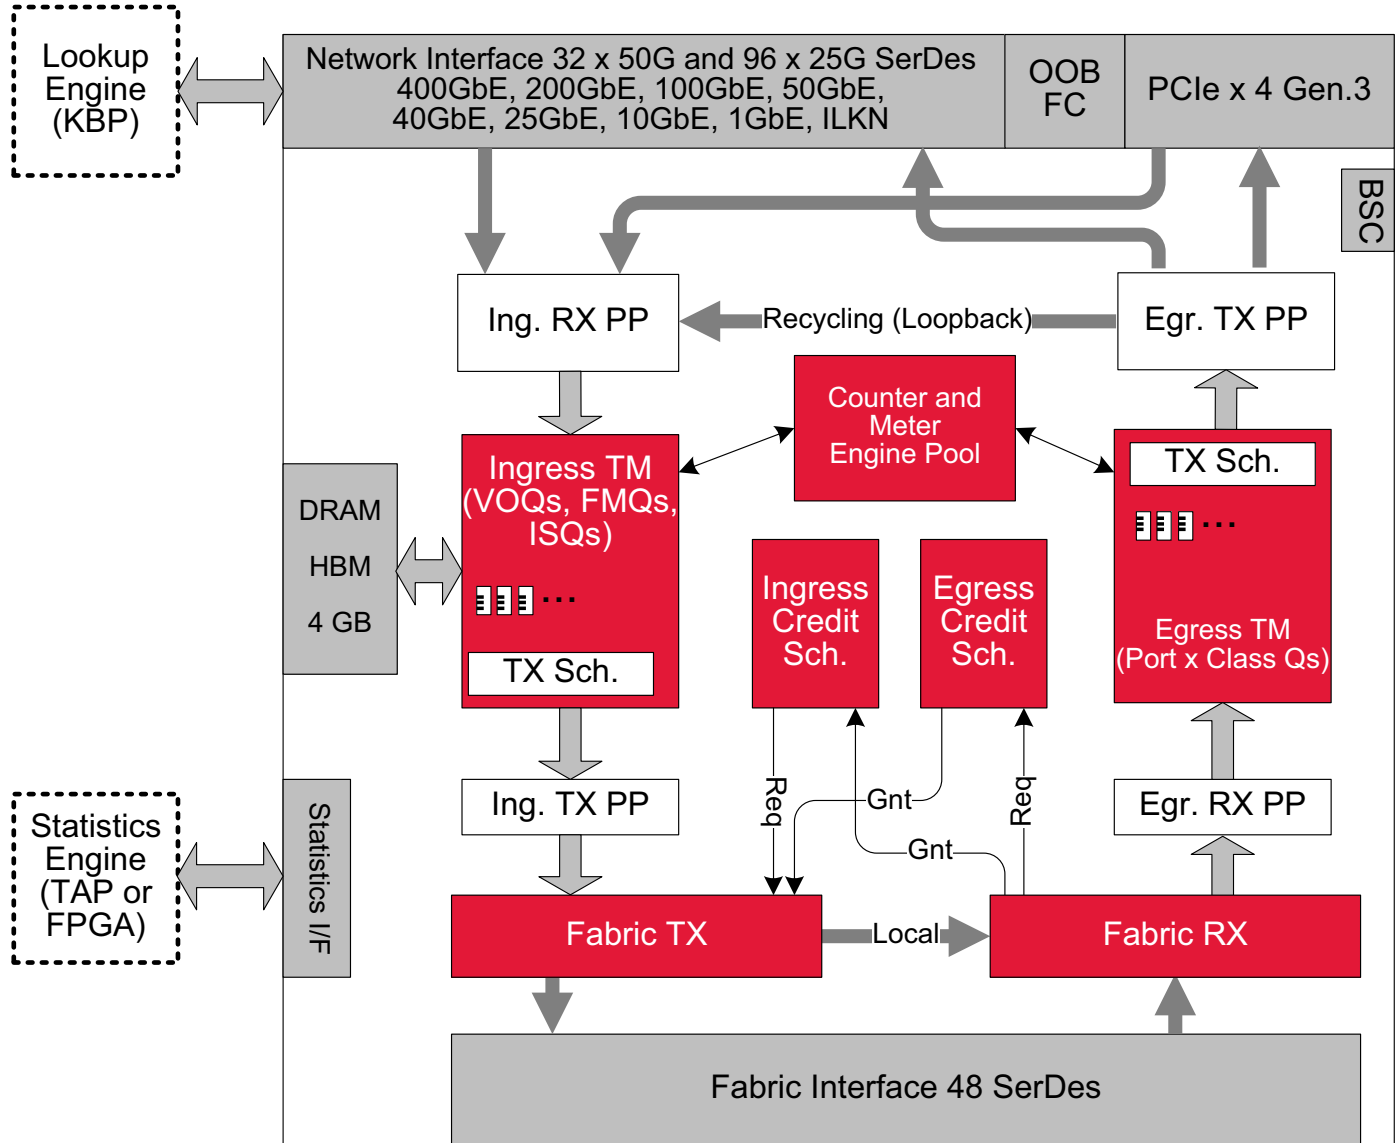 Lookup
Engine
(KBP)
Network Interface 32 x 50G and 96 x 25G SerDes
400GbE, 200GbE, 100GbE, 50GbE,
40GbE, 25GbE, 10GbE, 1GbE, ILKN
OOB
FC
PCIe x 4 Gen.3
BSC
Ing. RX PP
Recycling (Loopback)
Egr. TX PP
Counter and
Meter
Engine Pool
Ingress TM
(VOQs, FMQs,
ISQs)
...
TX Sch.
TX Sch.
...
Egress TM
(Port x Class Qs)
DRAM
HBM
4 GB
Ingress
Credit
Sch.
Egress
Credit
Sch.
Req
Gnt
Gnt
Req
Ing. TX PP
Egr. RX PP
Statistics
Engine
(TAP or
FPGA)
Statistics I/F
Fabric TX
Local
Fabric RX
Fabric Interface 48 SerDes